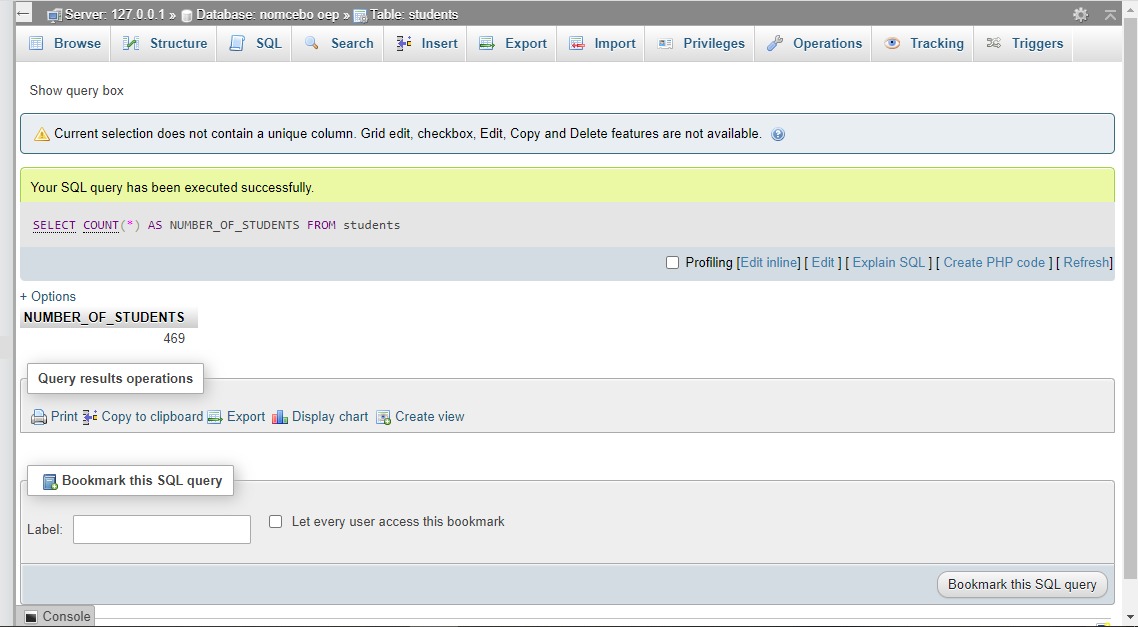 Server: 127.0.0.1 » Database: nomcebo oep » Table: students
Browse Structure SQL Search Insert Export Import Privileges Operations Tracking Triggers
Show query box
Current selection does not contain a unique column. Grid edit, checkbox, Edit, Copy and Delete features are not available.
Your SQL query has been executed successfully.
SELECT COUNT(*) AS NUMBER_OF_STUDENTS FROM students
Profiling [Edit inline] [ Edit ] [ Explain SQL ] [ Create PHP code ] [ Refresh]
+ Options
NUMBER_OF_STUDENTS
469
Query results operations
Print Copy to clipboard Export Display chart Create view
Bookmark this SQL query
Label: Let every user access this bookmark
Bookmark this SQL query
Console